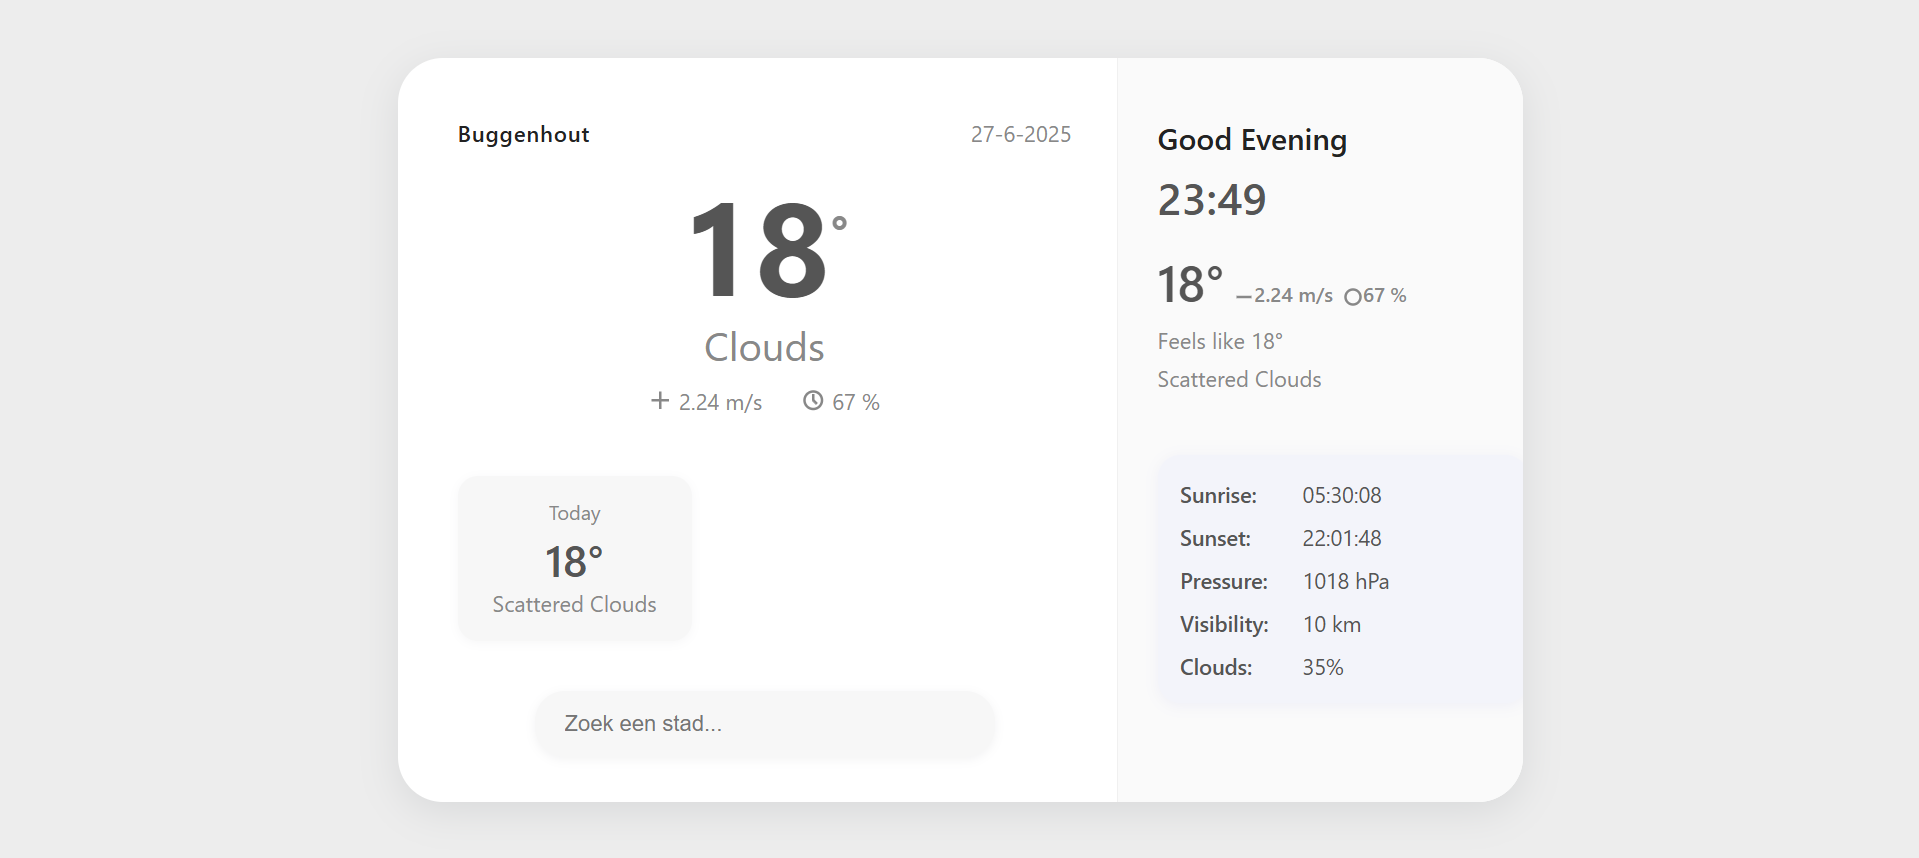 Buggenhout
27-6-2025
18°
Clouds
2.24 m/s
67 %
Today
18°
Scattered Clouds
Zoek een stad...
Good Evening
23:49
18° 2.24 m/s 67 %
Feels like 18°
Scattered Clouds
Sunrise: 05:30:08
Sunset: 22:01:48
Pressure: 1018 hPa
Visibility: 10 km
Clouds: 35%